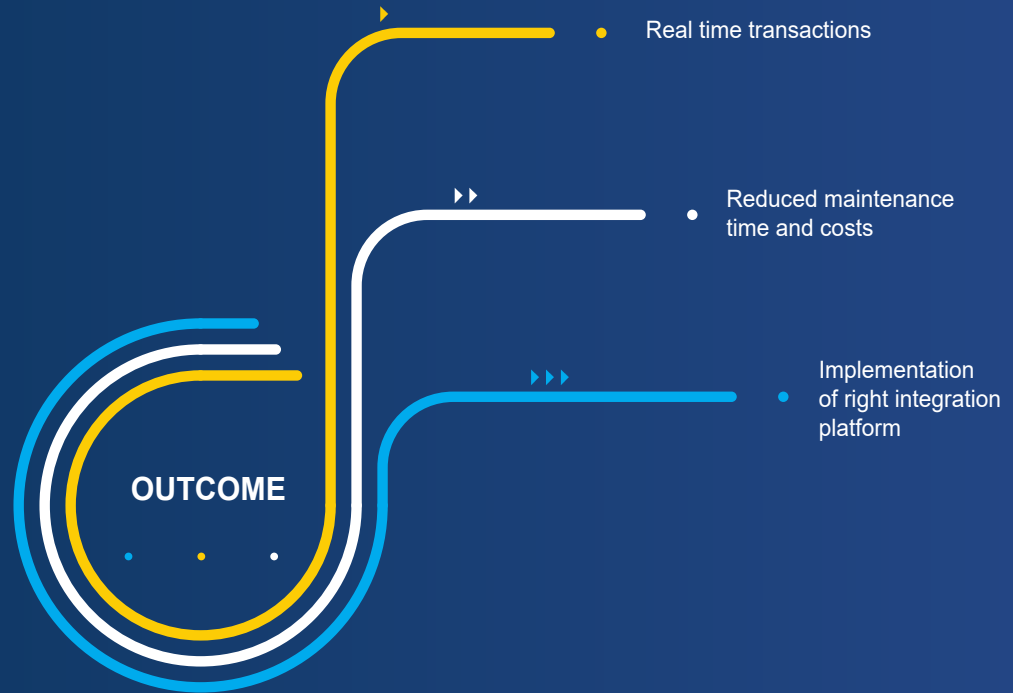 Real time transactions
Reduced maintenance
time and costs
Implementation
of right integration
platform
OUTCOME